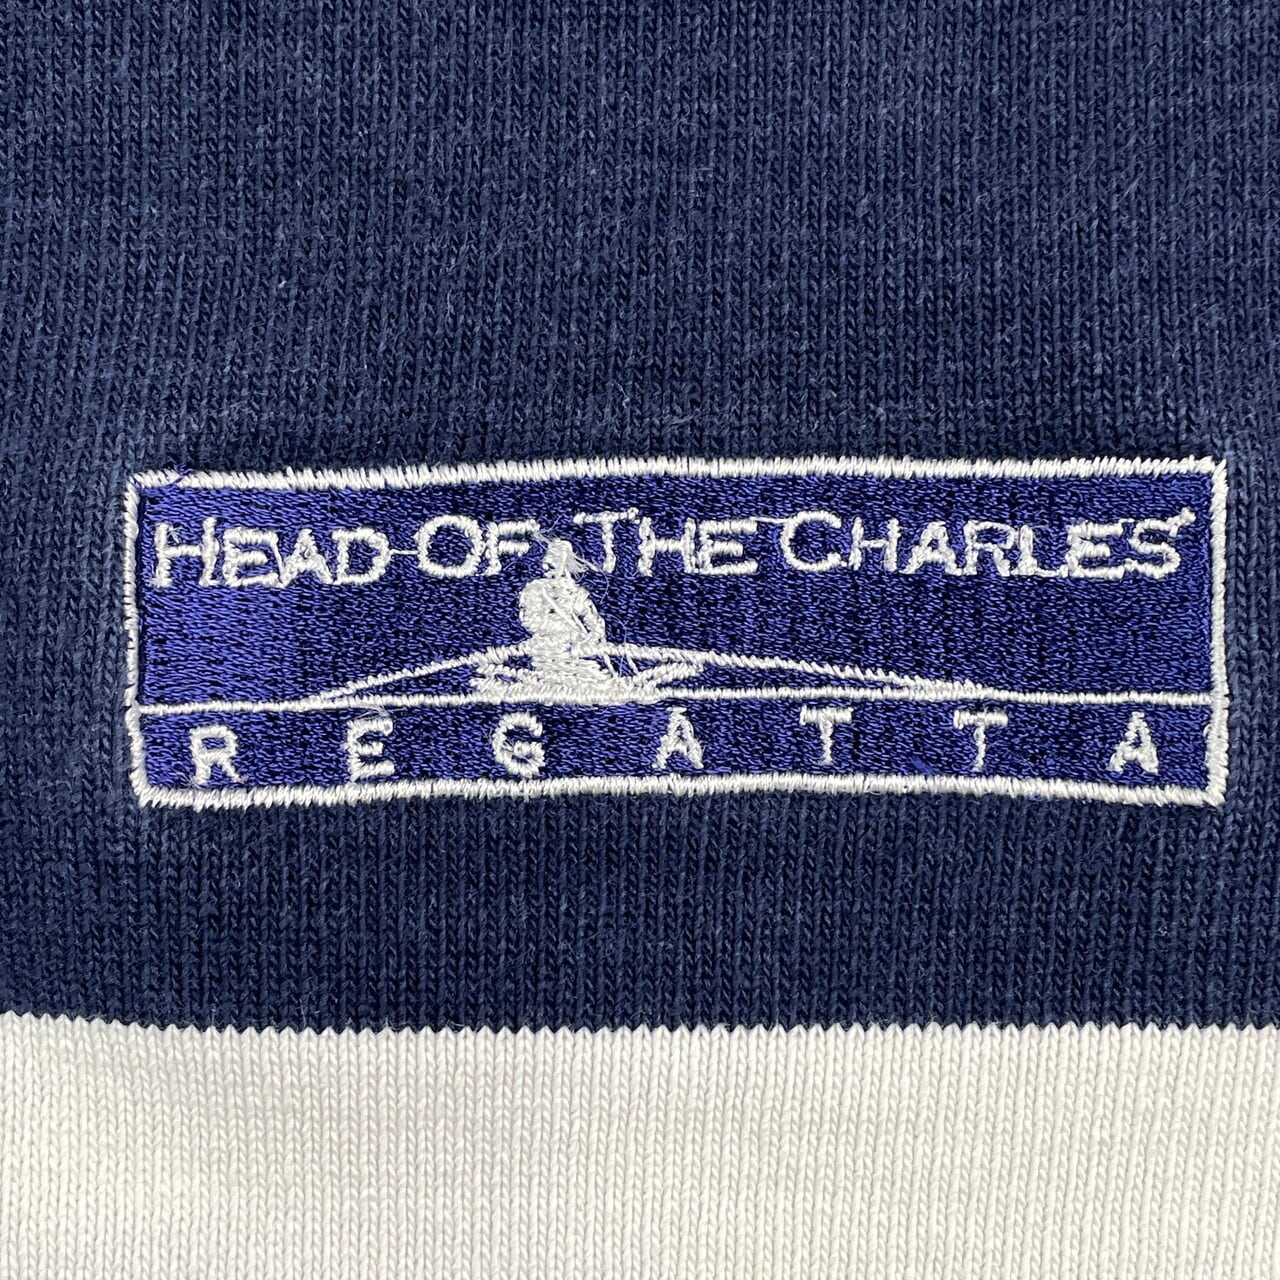 HEAD OF THE CHARLES
REGATTA